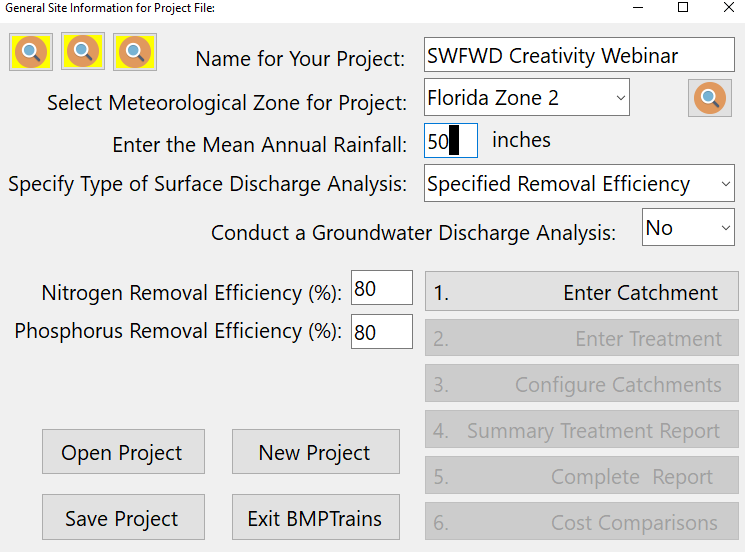 General Site Information for Project File:
Name for Your Project: SWFWD Creativity Webinar
Select Meteorological Zone for Project: Florida Zone 2
Enter the Mean Annual Rainfall: 50 inches
Specify Type of Surface Discharge Analysis: Specified Removal Efficiency
Conduct a Groundwater Discharge Analysis: No
Nitrogen Removal Efficiency (%): 80
Phosphorus Removal Efficiency (%): 80
1. Enter Catchment
2. Enter Treatment
3. Configure Catchments
4. Summary Treatment Report
5. Complete Report
6. Cost Comparisons
Open Project New Project
Save Project Exit BMPTrains